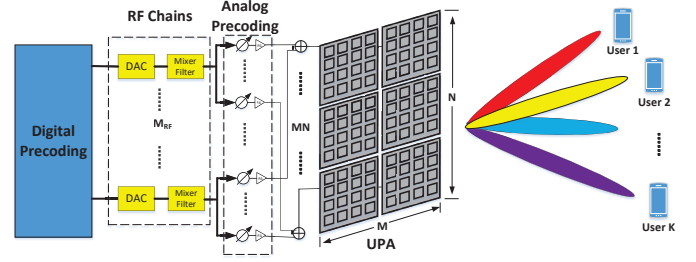 RF Chains
Analog
Precoding
Digital
Precoding
DAC
Mixer
Filter
M_RF
DAC
Mixer
Filter
MN
N
M
UPA
User 1
User 2
User K